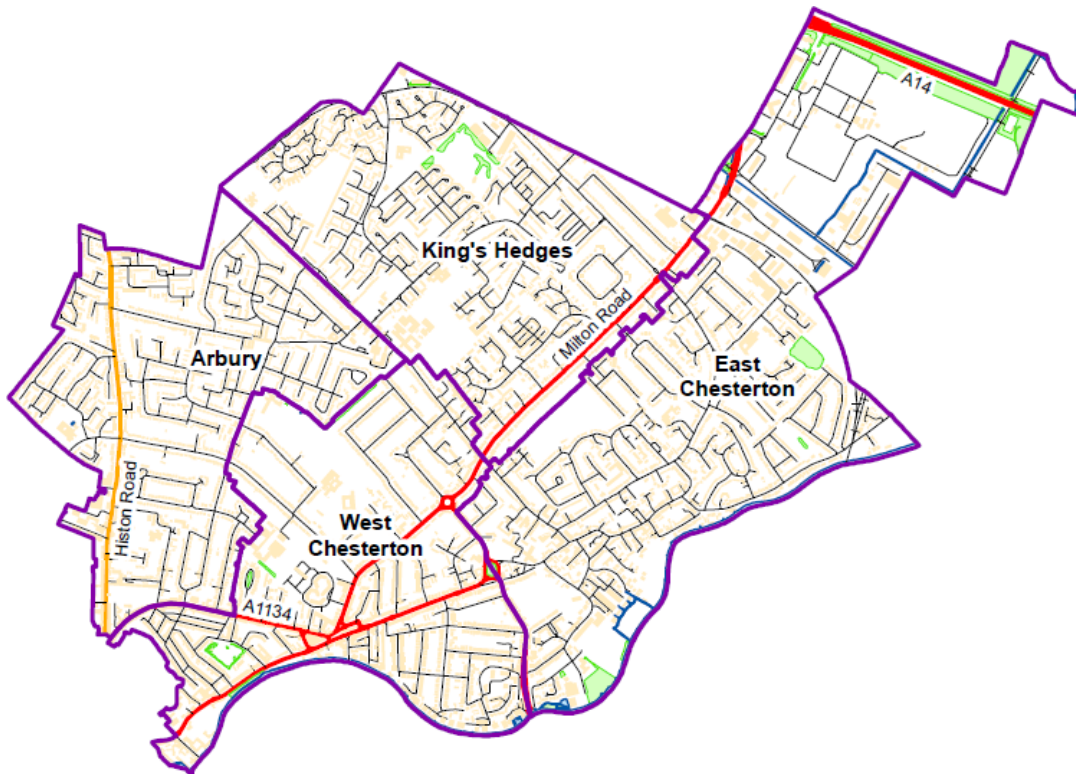 A14
King's Hedges
Milton Road
Arbury
East
Chesterton
Histon Road
West
Chesterton
A1134